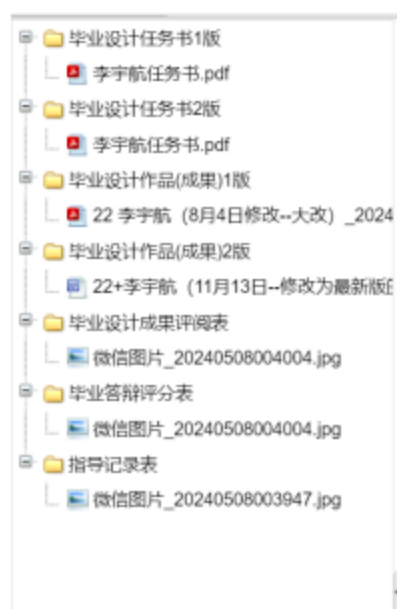 毕业设计任务书1版
李宇航任务书.pdf
毕业设计任务书2版
李宇航任务书.pdf
毕业设计作品(成果)1版
22 李宇航（8月4日修改--大改）_2024
毕业设计作品(成果)2版
22+李宇航（11月13日--修改为最新版
毕业设计成果评阅表
微信图片_20240508004004.jpg
毕业答辩评分表
微信图片_20240508004004.jpg
指导记录表
微信图片_20240508003947.jpg